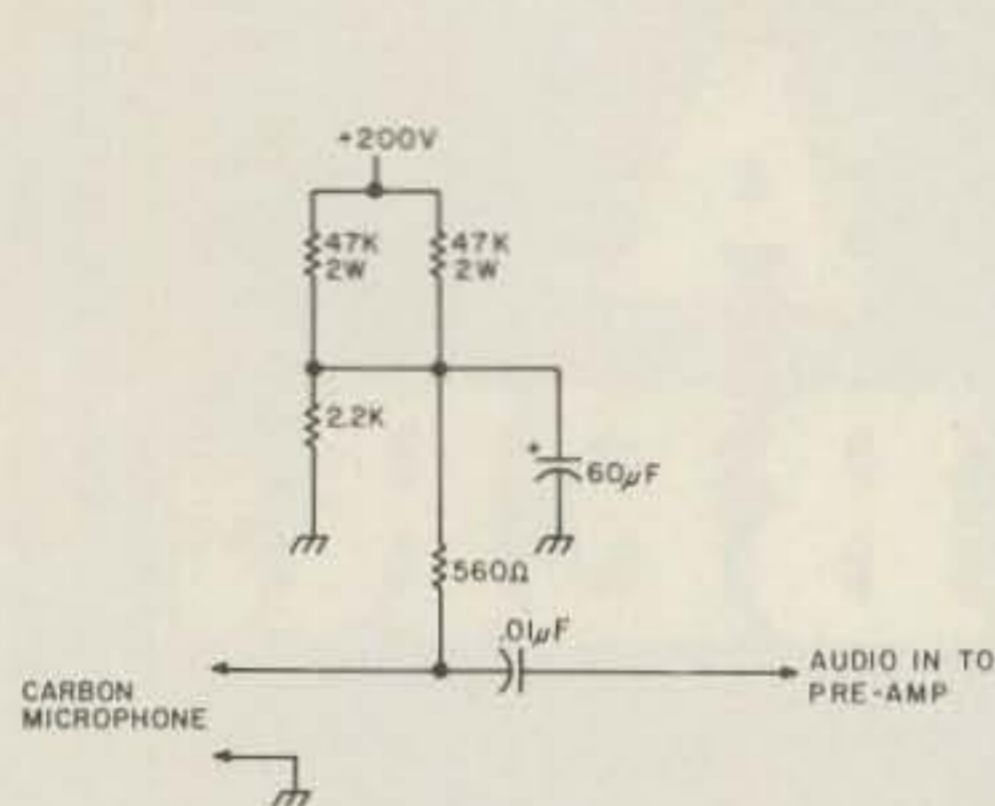 +200V
47K
2W
47K
2W
2.2K
60μF
560Ω
.01μF
AUDIO IN TO
PRE-AMP
CARBON
MICROPHONE